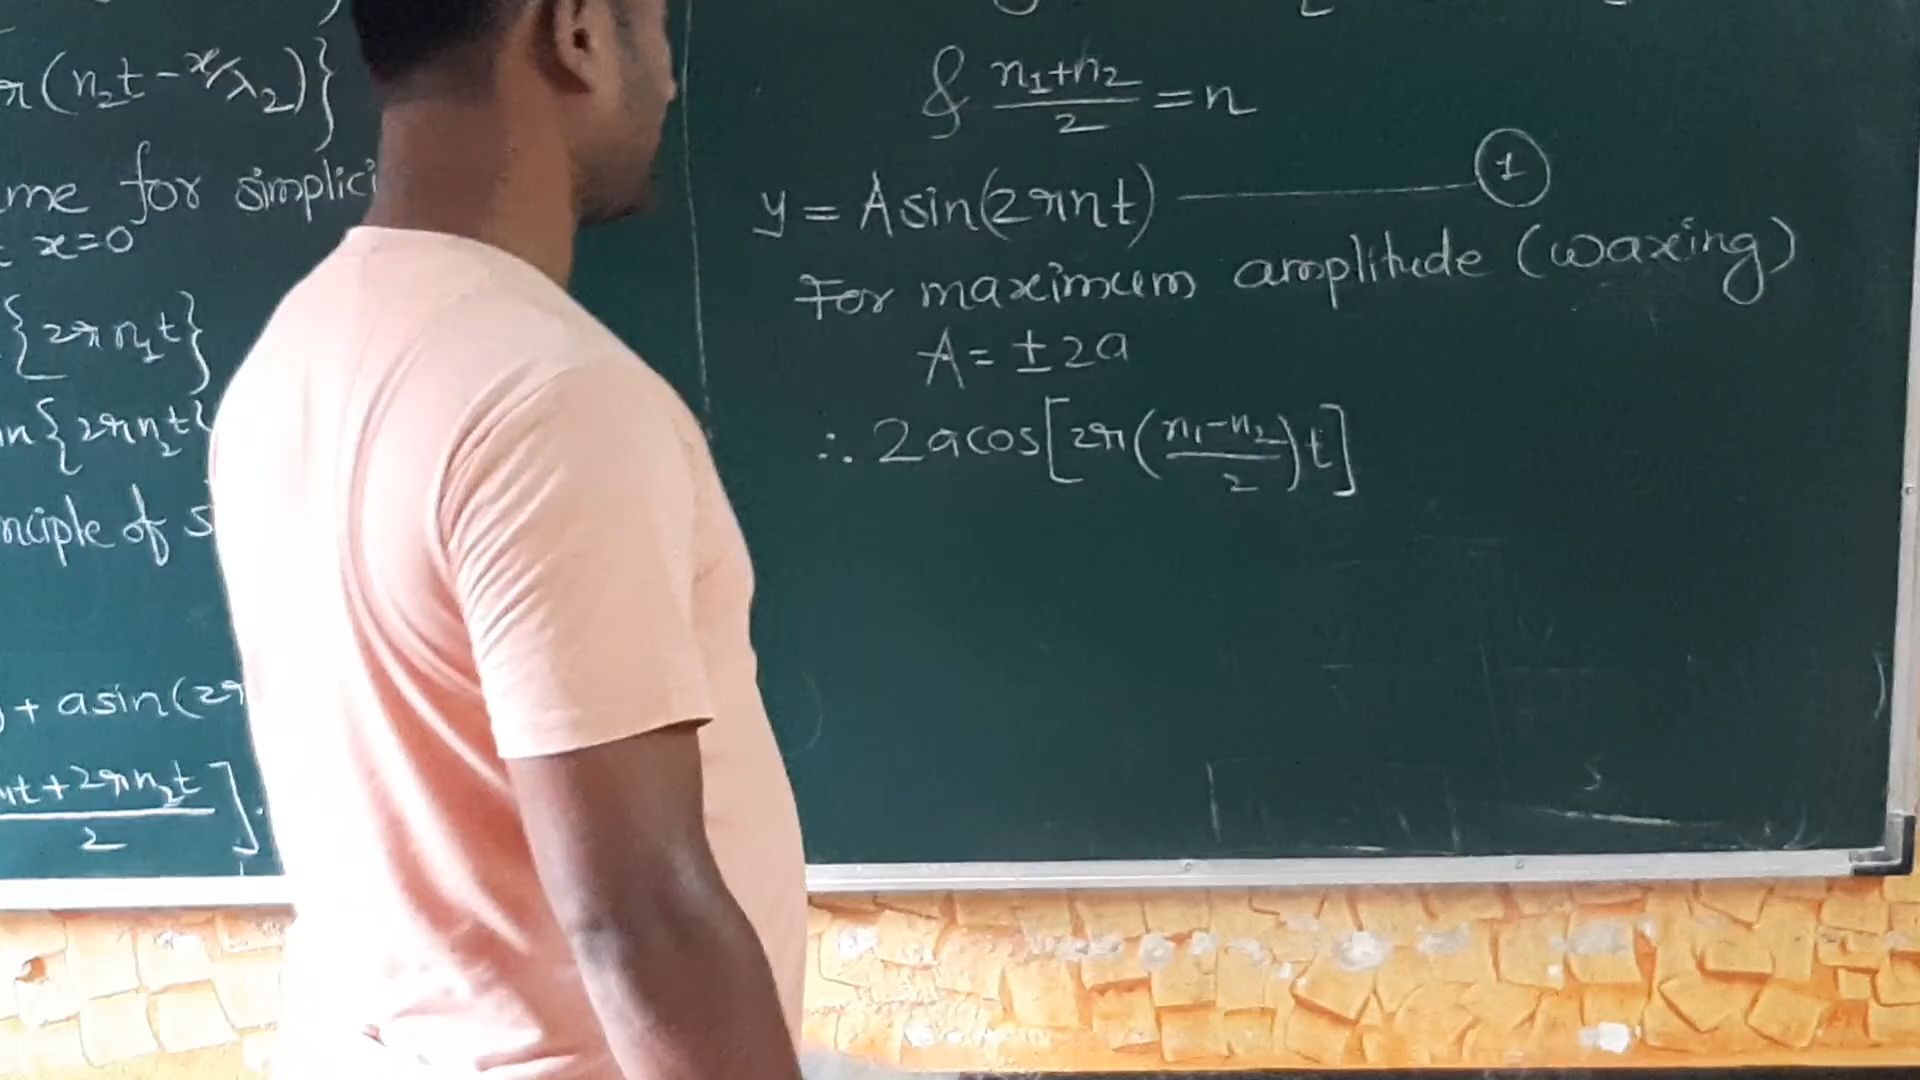 π(n₂t - x/λ₂)}
me for simplici
x=0
{2πn₁t}
in{2πn₂t}
nciple of s
+ asin(2π
nt+2πn₂t/2].
& n₁+n₂/2 = n
y = Asin(2πnt) ——— 1
For maximum amplitude (waxing)
A = ±2a
∴ 2acos[2π(n₁-n₂/2)t]